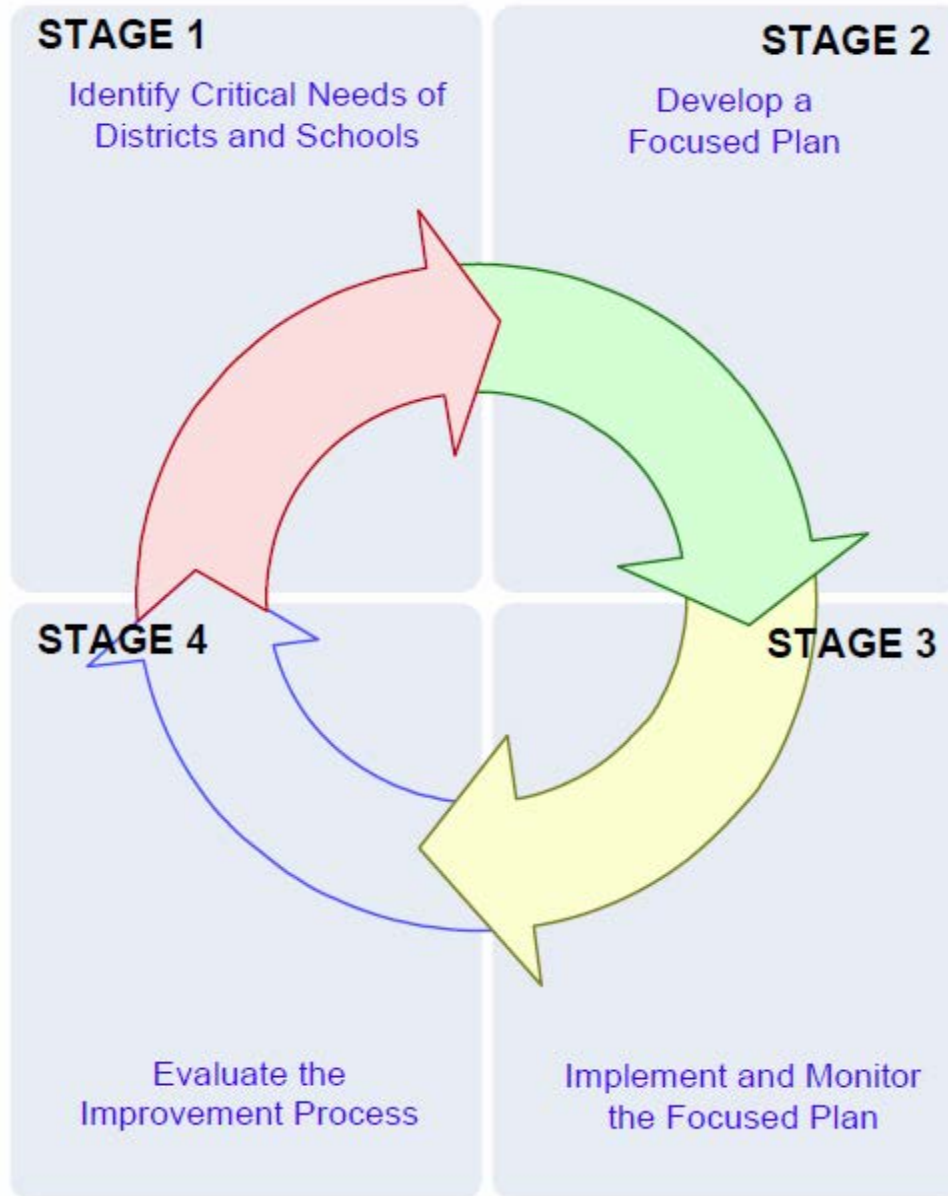 STAGE 1
Identify Critical Needs of
Districts and Schools
STAGE 2
Develop a
Focused Plan
STAGE 3
Implement and Monitor
the Focused Plan
STAGE 4
Evaluate the
Improvement Process